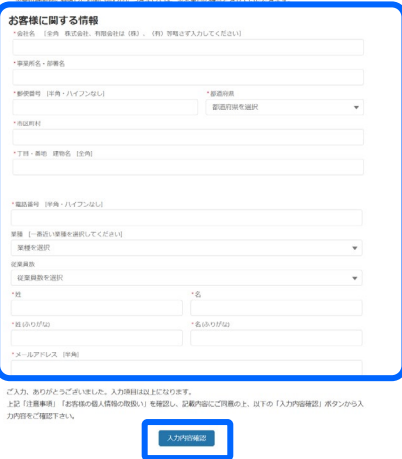 お客様に関する情報
*会社名 [全角 株式会社、有限会社は（株）、（有）等略さず入力してください]
*事業所名・部署名
*郵便番号 [半角・ハイフンなし] *都道府県
都道府県を選択
*市区町村
*丁目・番地 建物名 [全角]
*電話番号 [半角・ハイフンなし]
業種 [一番近い業種を選択してください]
業種を選択
従業員数
従業員数を選択
*姓 *名
*姓(ふりがな) *名(ふりがな)
*メールアドレス [半角]
ご入力、ありがとうございました。入力項目は以上になります。
上記「注意事項」「お客様の個人情報の取扱い」を確認し、記載内容にご同意の上、以下の「入力内容確認」ボタンから入
力内容をご確認下さい。
入力内容確認